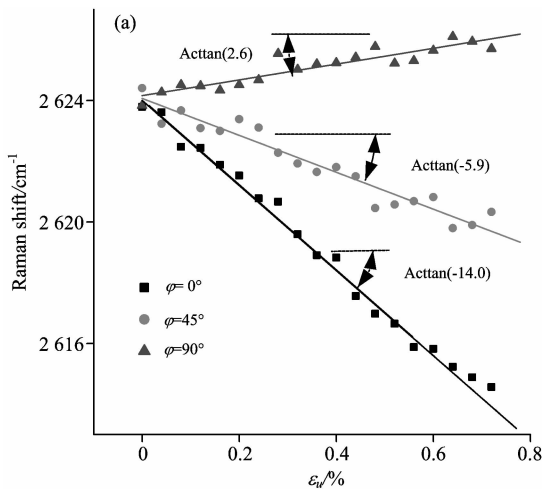 (a)
Acttan(2.6)
2 624
Acttan(-5.9)
2 620
Raman shift/cm⁻¹
Acttan(-14.0)
φ= 0°
φ=45°
2 616
φ=90°
0 0.2 0.4 0.6 0.8
εᵤ/%